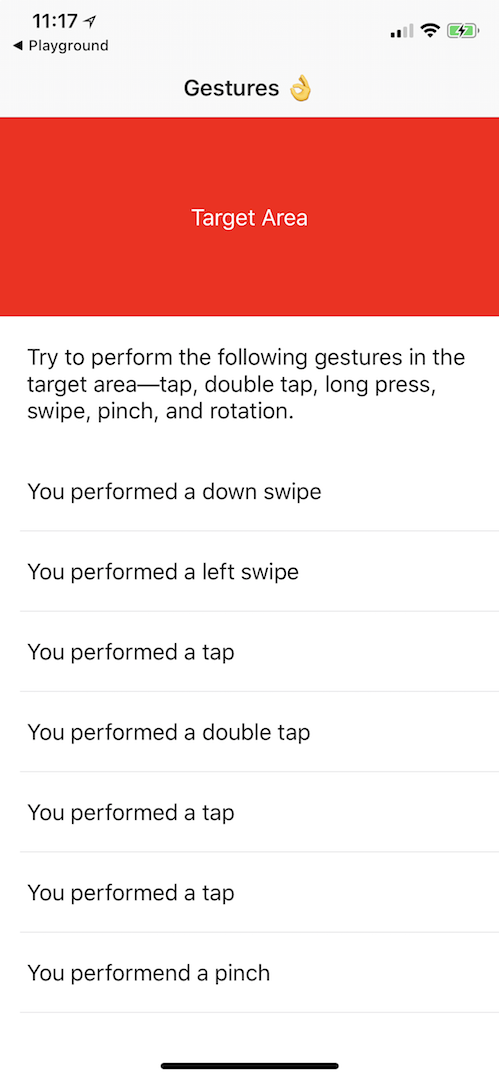 11:17
◀ Playground
Gestures 👌
Target Area
Try to perform the following gestures in the
target area—tap, double tap, long press,
swipe, pinch, and rotation.
You performed a down swipe
You performed a left swipe
You performed a tap
You performed a double tap
You performed a tap
You performed a tap
You performend a pinch